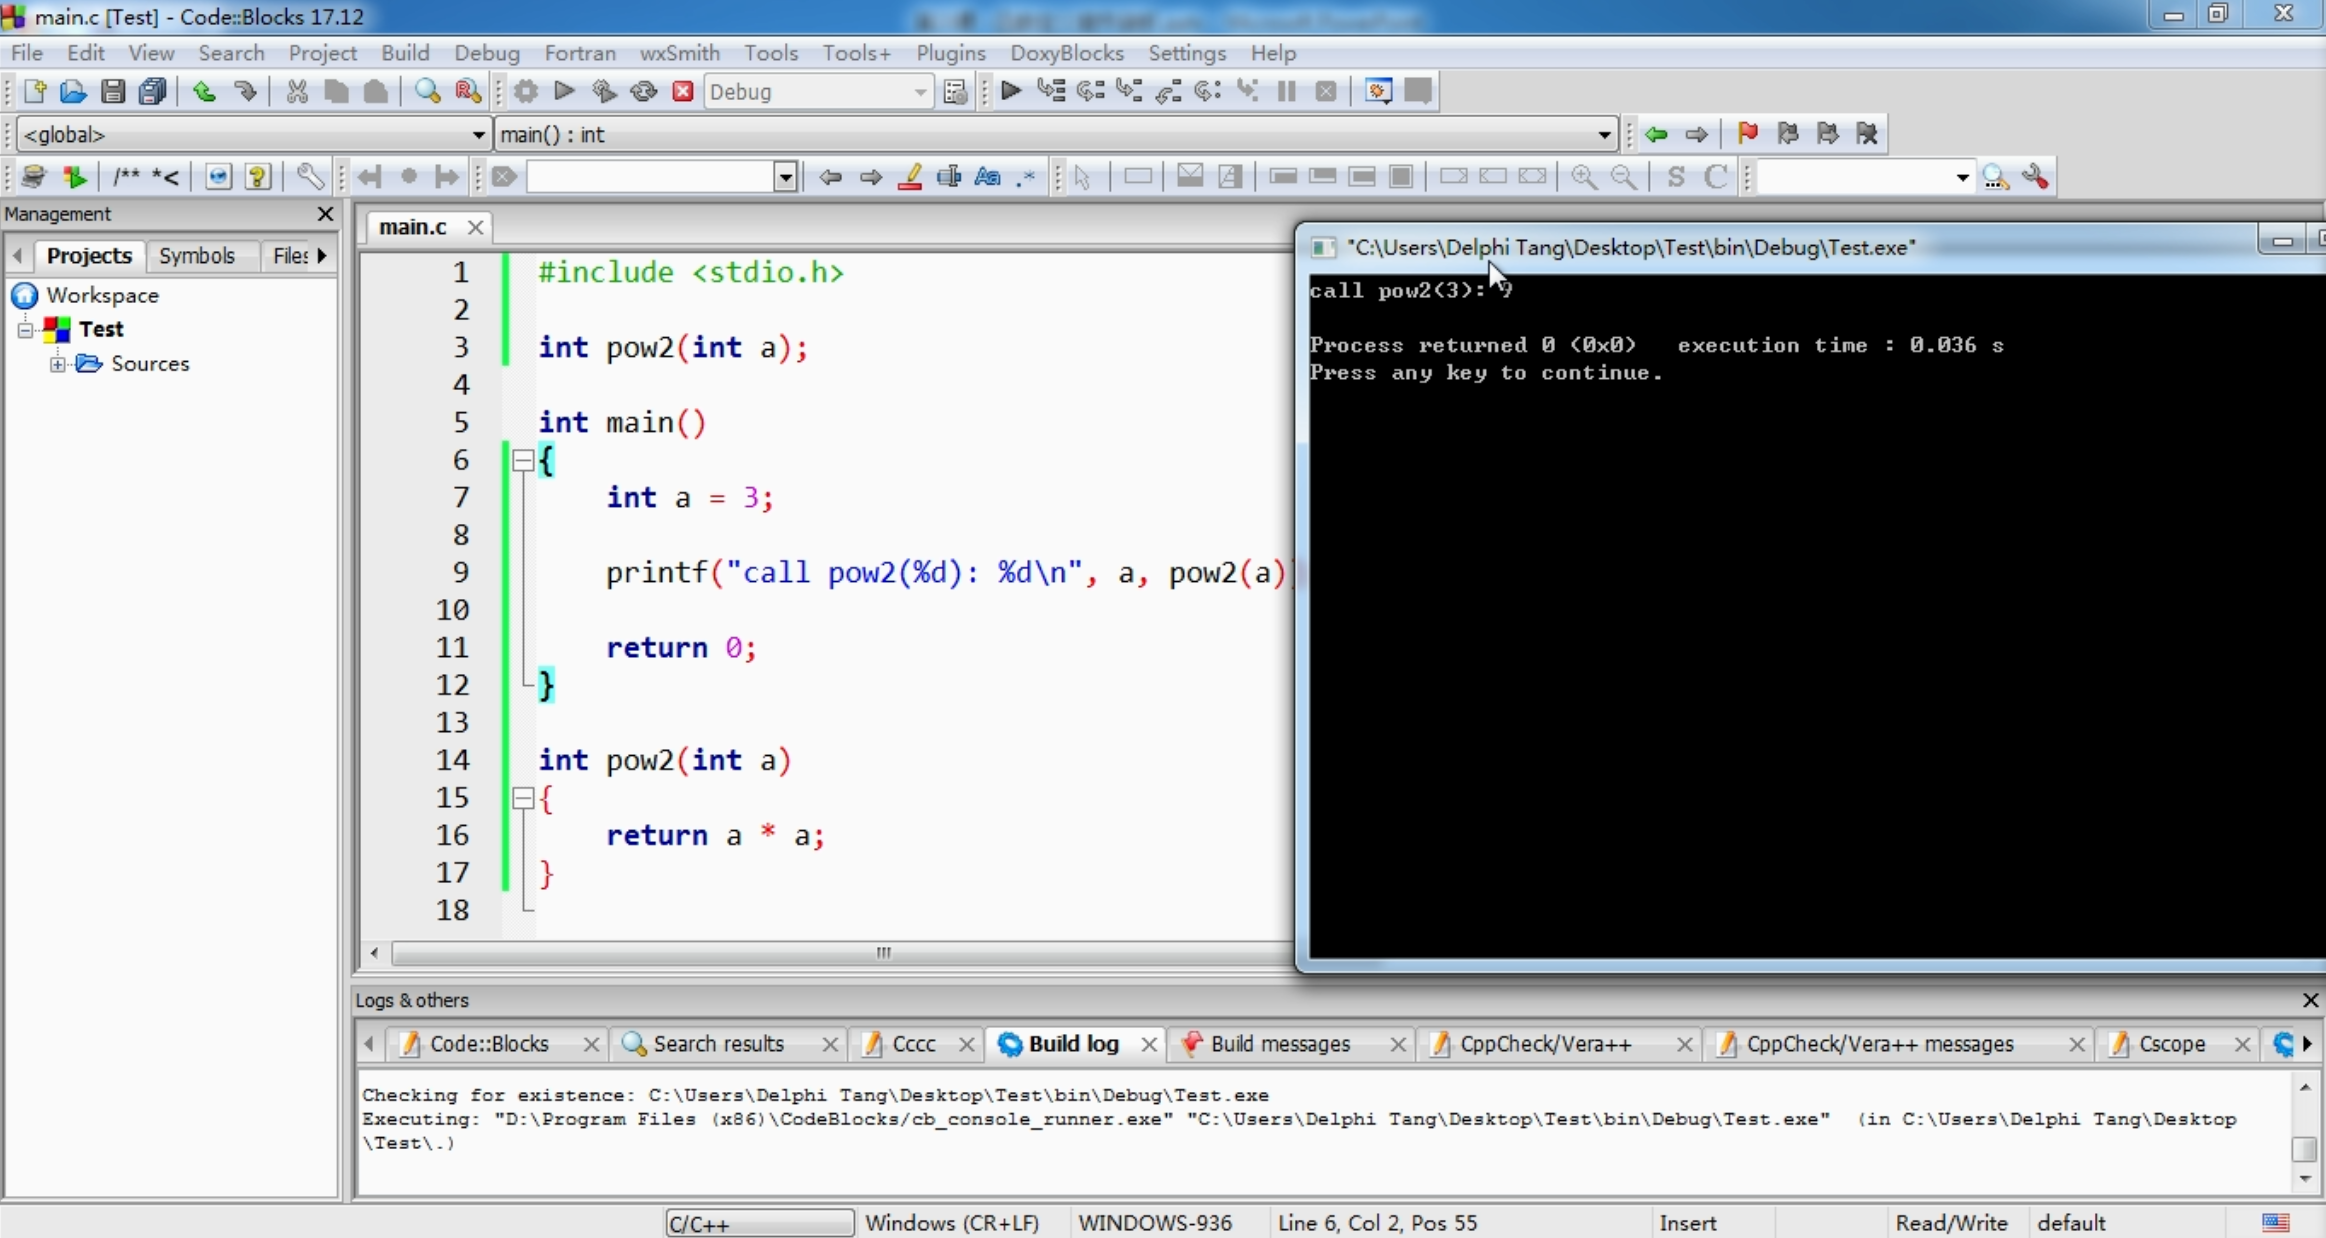 main.c [Test] - Code::Blocks 17.12
File Edit View Search Project Build Debug Fortran wxSmith Tools Tools+ Plugins DoxyBlocks Settings Help
Debug
<global> main() : int
/** *<
S C
Management
Projects Symbols Files
Workspace
Test
Sources
main.c
1 #include <stdio.h>
2
3 int pow2(int a);
4
5 int main()
6 {
7 int a = 3;
8
9 printf("call pow2(%d): %d\n", a, pow2(a)
10
11 return 0;
12 }
13
14 int pow2(int a)
15 {
16 return a * a;
17 }
18
"C:\Users\Delphi Tang\Desktop\Test\bin\Debug\Test.exe"
call pow2(3): 9
Process returned 0 (0x0) execution time : 0.036 s
Press any key to continue.
Logs & others
Code::Blocks Search results Cccc Build log Build messages CppCheck/Vera++ CppCheck/Vera++ messages Cscope
Checking for existence: C:\Users\Delphi Tang\Desktop\Test\bin\Debug\Test.exe
Executing: "D:\Program Files (x86)\CodeBlocks/cb_console_runner.exe" "C:\Users\Delphi Tang\Desktop\Test\bin\Debug\Test.exe" (in C:\Users\Delphi Tang\Desktop
\Test\.)
C/C++ Windows (CR+LF) WINDOWS-936 Line 6, Col 2, Pos 55 Insert Read/Write default